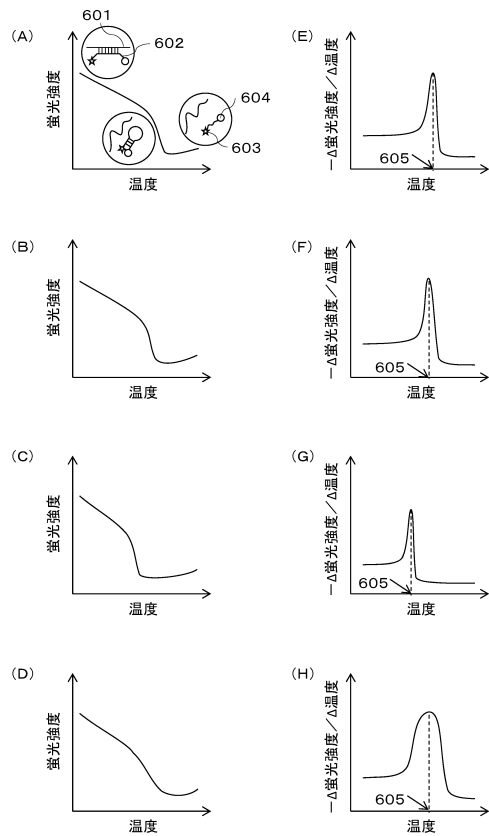 (A)
601
602
604
603
蛍光強度
温度
(E)
－Δ蛍光強度／Δ温度
605
温度
(B)
蛍光強度
温度
(F)
－Δ蛍光強度／Δ温度
605
温度
(C)
蛍光強度
温度
(G)
－Δ蛍光強度／Δ温度
605
温度
(D)
蛍光強度
温度
(H)
－Δ蛍光強度／Δ温度
605
温度